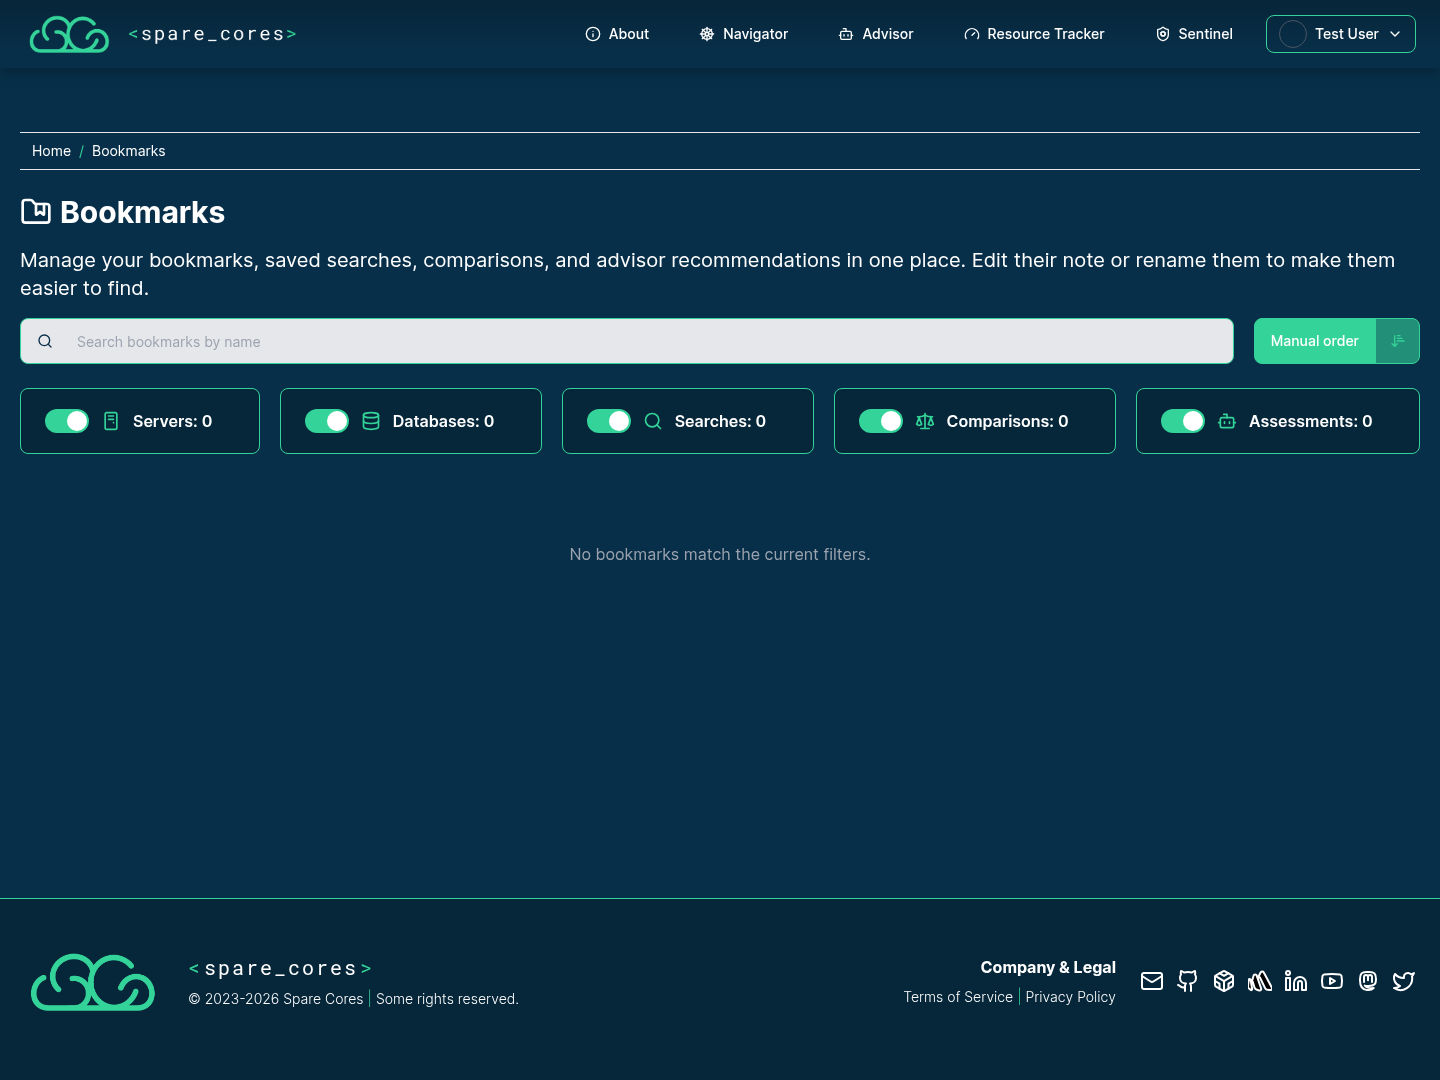 <spare_cores>
About
Navigator
Advisor
Resource Tracker
Sentinel
Test User
Home / Bookmarks
Bookmarks
Manage your bookmarks, saved searches, comparisons, and advisor recommendations in one place. Edit their note or rename them to make them
easier to find.
Search bookmarks by name
Manual order
Servers: 0
Databases: 0
Searches: 0
Comparisons: 0
Assessments: 0
No bookmarks match the current filters.
<spare_cores>
© 2023-2026 Spare Cores | Some rights reserved.
Company & Legal
Terms of Service | Privacy Policy